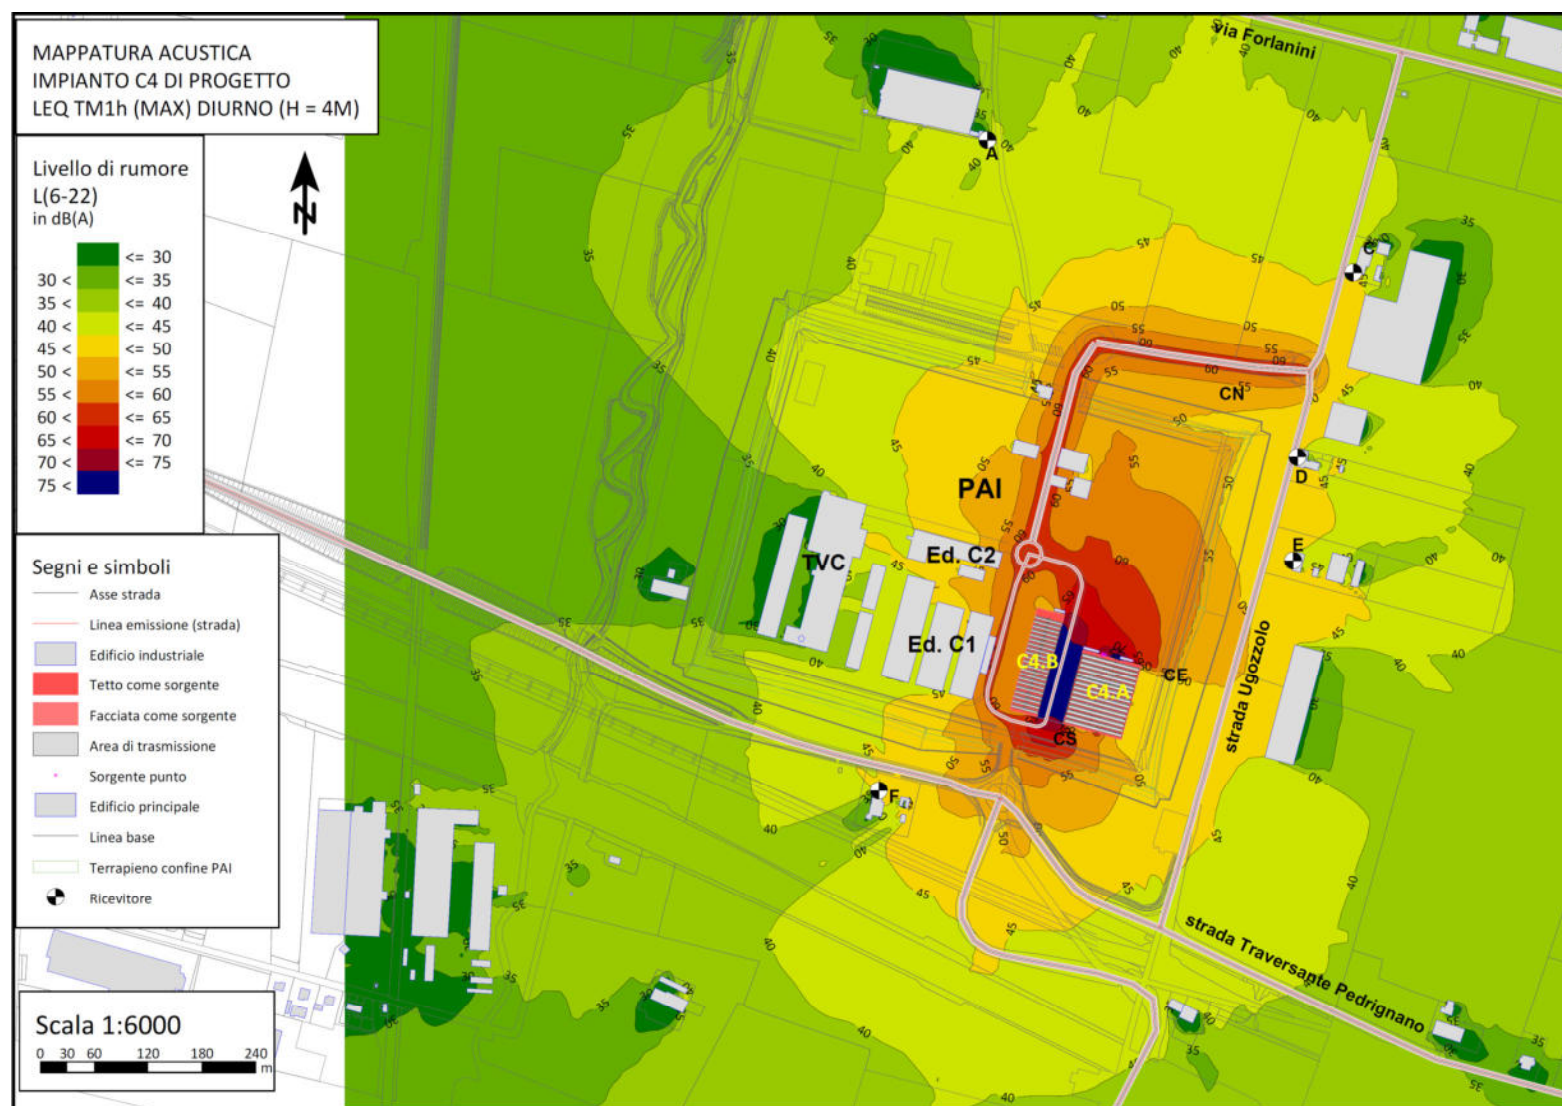 MAPPATURA ACUSTICA
IMPIANTO C4 DI PROGETTO
LEQ TM1h (MAX) DIURNO (H = 4M)
Livello di rumore
L(6-22)
in dB(A)
<= 30
30 < <= 35
35 < <= 40
40 < <= 45
45 < <= 50
50 < <= 55
55 < <= 60
60 < <= 65
65 < <= 70
70 < <= 75
75 <
N
Segni e simboli
Asse strada
Linea emissione (strada)
Edificio industriale
Tetto come sorgente
Facciata come sorgente
Area di trasmissione
Sorgente punto
Edificio principale
Linea base
Terrapieno confine PAI
Ricevitore
Scala 1:6000
0 30 60 120 180 240
m
via Forlanini
A
C
CN
D
PAI
E
TVC
Ed. C2
Ed. C1
C4.B
C4.A
CE
CS
F
strada Ugozzolo
strada Traversante Pedrignano